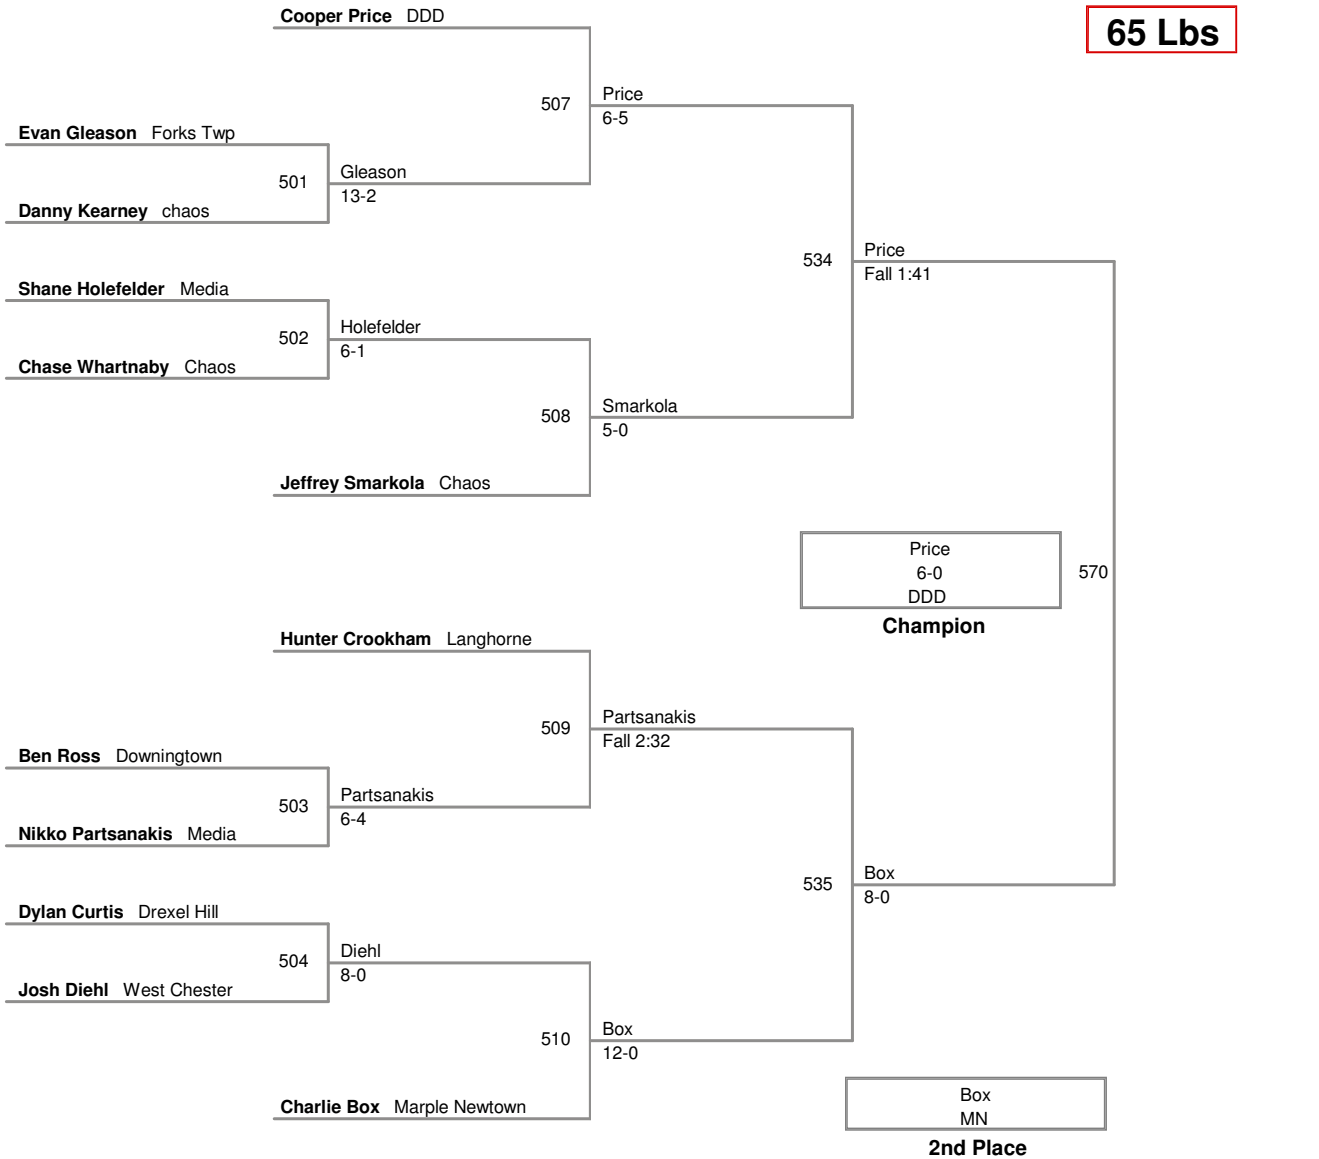 Cooper Price DDD
65 Lbs
507
Price
6-5
Evan Gleason Forks Twp
501
Gleason
13-2
Danny Kearney chaos
534
Price
Fall 1:41
Shane Holefelder Media
502
Holefelder
6-1
Chase Whartnaby Chaos
508
Smarkola
5-0
Jeffrey Smarkola Chaos
Price
6-0
DDD
570
Champion
Hunter Crookham Langhorne
509
Partsanakis
Fall 2:32
Ben Ross Downingtown
503
Partsanakis
6-4
Nikko Partsanakis Media
535
Box
8-0
Dylan Curtis Drexel Hill
504
Diehl
8-0
Josh Diehl West Chester
510
Box
12-0
Charlie Box Marple Newtown
Box
MN
2nd Place